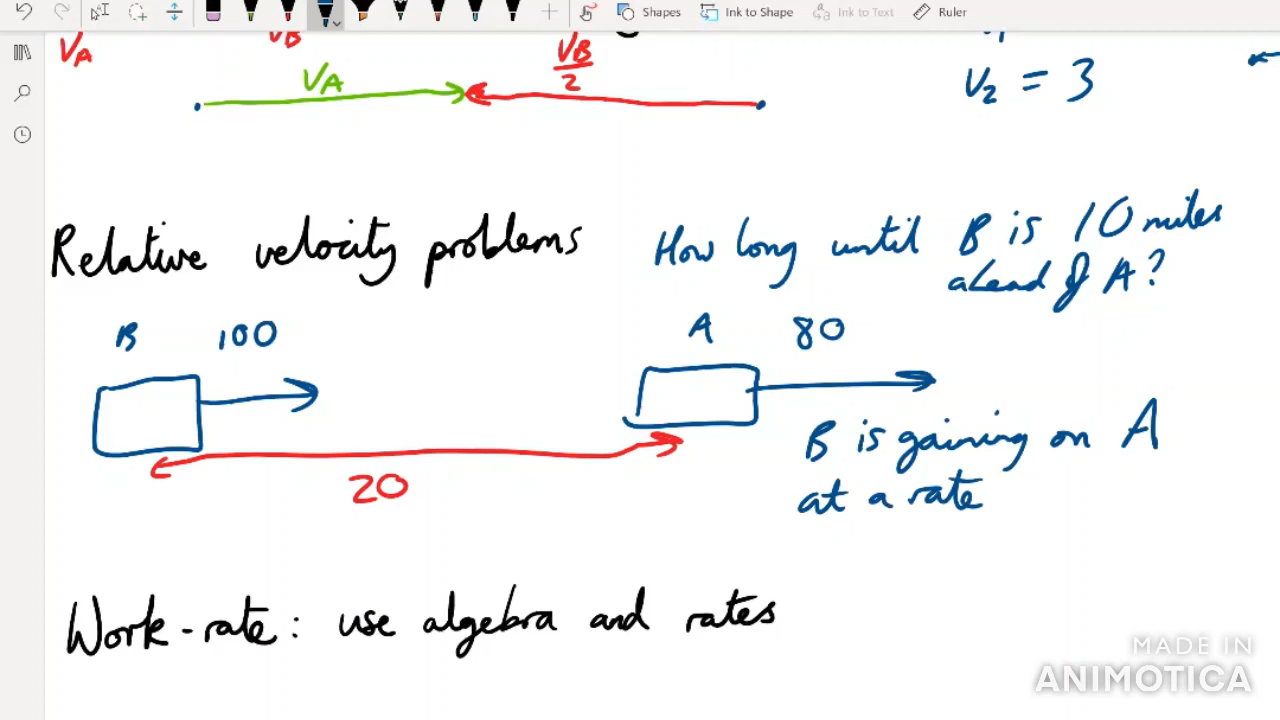 Shapes
Ink to Shape
Ink to Text
Ruler
VA
VB
VA
VB
2
V2 = 3
Relative velocity problems
How long until B is 10 miles
ahead of A?
B 100
A 80
B is gaining on A
at a rate
20
Work-rate: use algebra and rates
MADE IN
ANIMOTICA